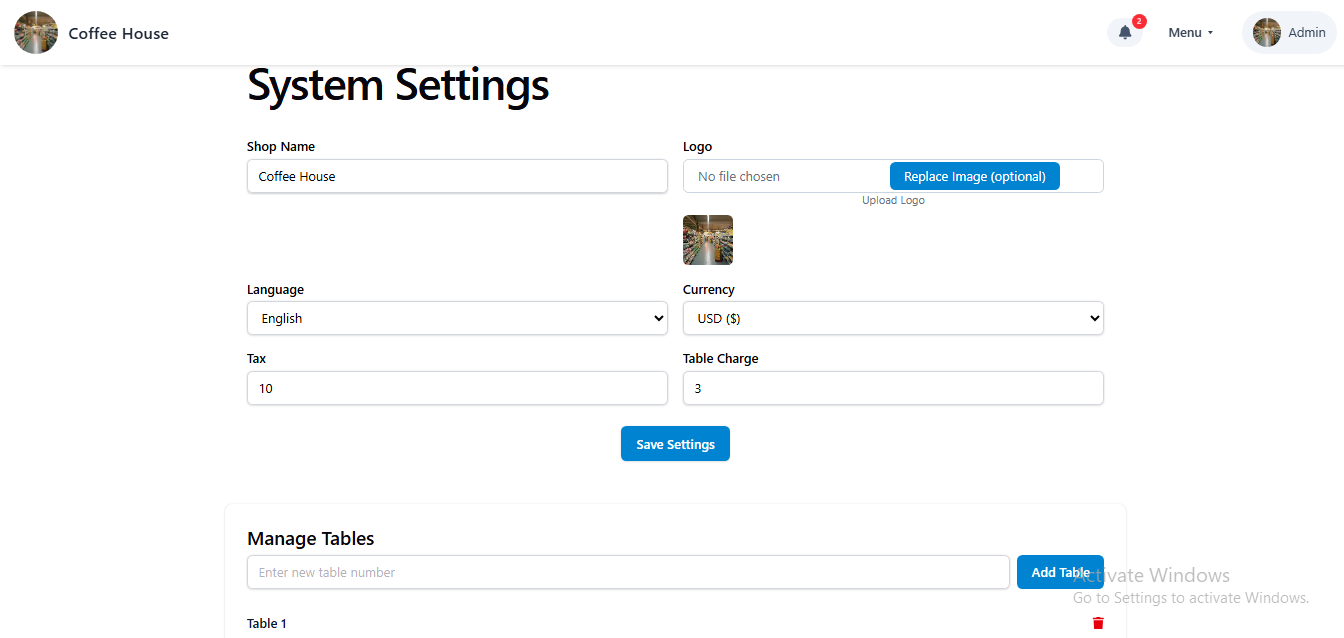 Coffee House
2
Menu
Admin
System Settings
Shop Name
Logo
Coffee House
No file chosen
Replace Image (optional)
Upload Logo
Language
Currency
English
USD ($)
Tax
Table Charge
10
3
Save Settings
Manage Tables
Enter new table number
Add Table
Activate Windows
Go to Settings to activate Windows.
Table 1